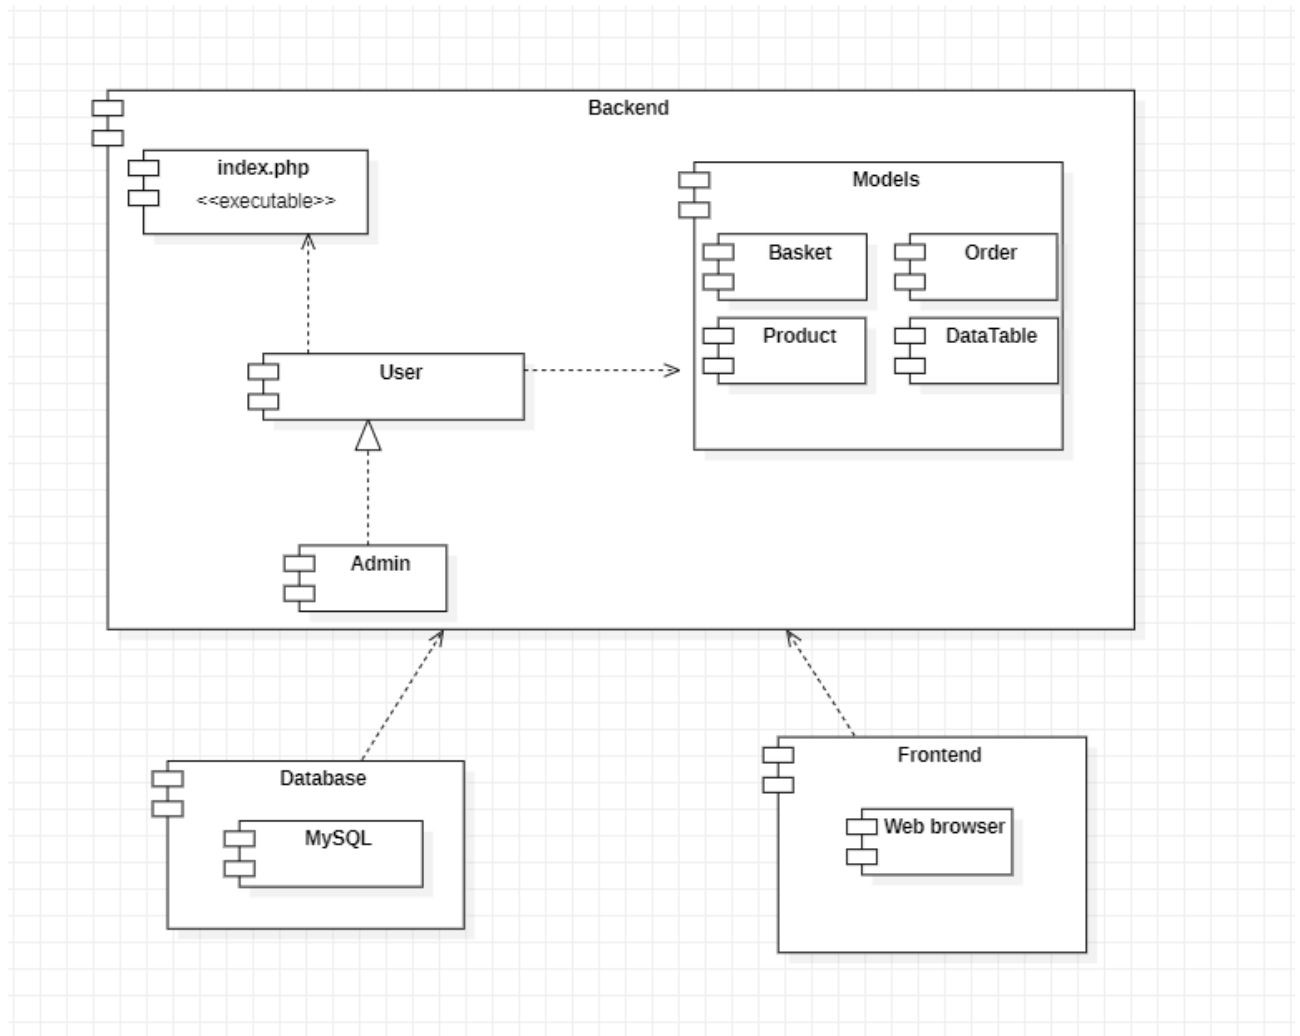 Backend
index.php
<<executable>>
Models
Basket
Order
Product
DataTable
User
Admin
Database
MySQL
Frontend
Web browser